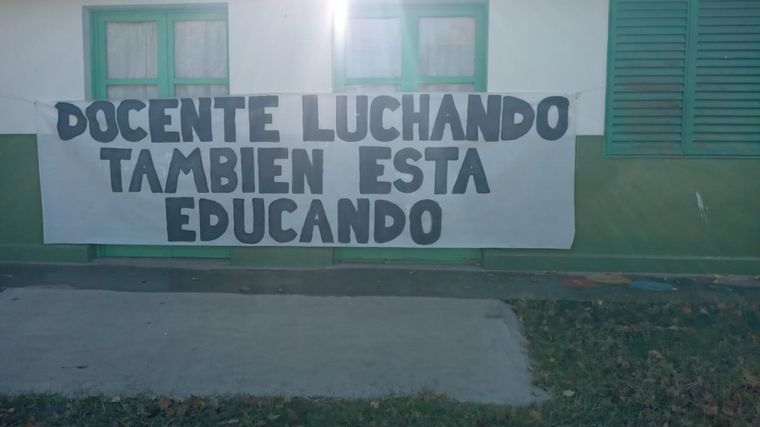 DOCENTE LUCHANDO
TAMBIEN ESTA
EDUCANDO